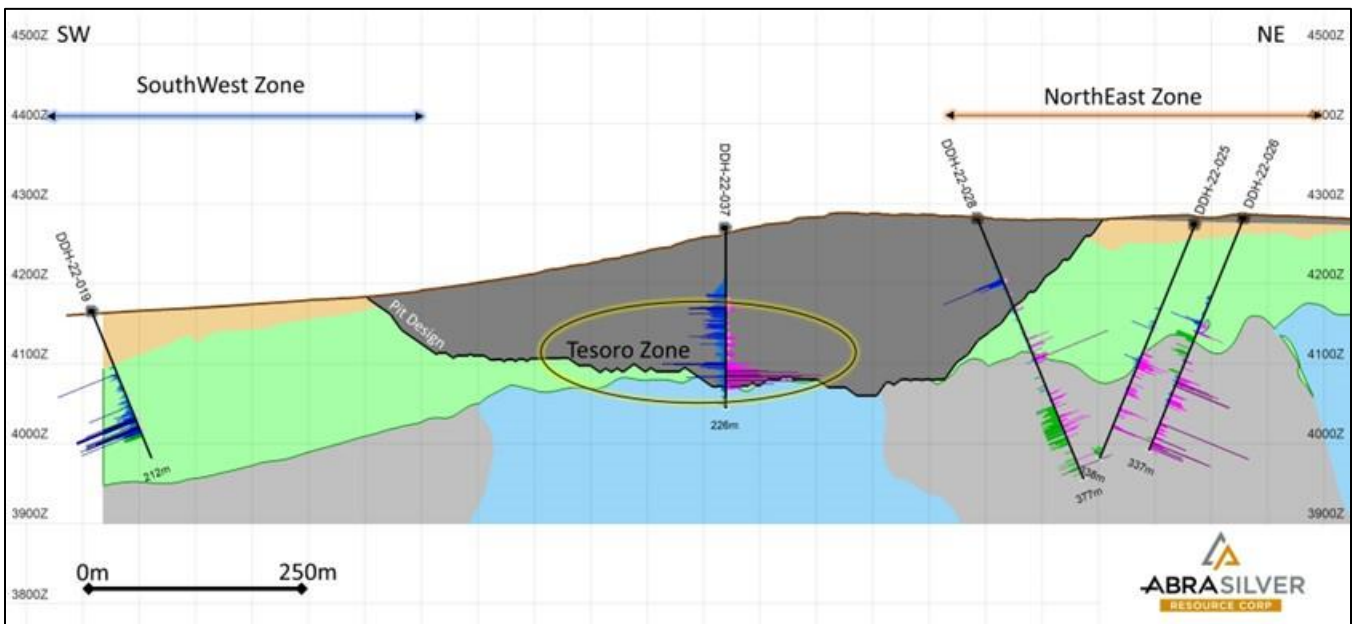 4500Z SW NE 4500Z
SouthWest Zone NorthEast Zone
4400Z 4400Z
DDH-22-037 DDH-22-028 DDH-22-025 DDH-22-026
4300Z 4300Z
DDH-22-019
4200Z 4200Z
Pit Design
Tesoro Zone
4100Z 4100Z
226m
4000Z 4000Z
212m 337m
377m
3900Z 3900Z
0m 250m
3800Z
ABRASILVER
RESOURCE CORP